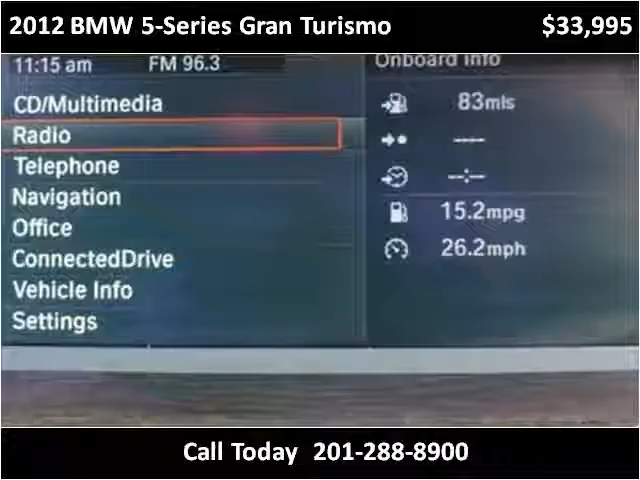 2012 BMW 5-Series Gran Turismo $33,995
11:15 am FM 96.3 Onboard info
CD/Multimedia 83mls
Radio ----
Telephone --:--
Navigation 15.2mpg
Office 26.2mph
ConnectedDrive
Vehicle Info
Settings
Call Today 201-288-8900